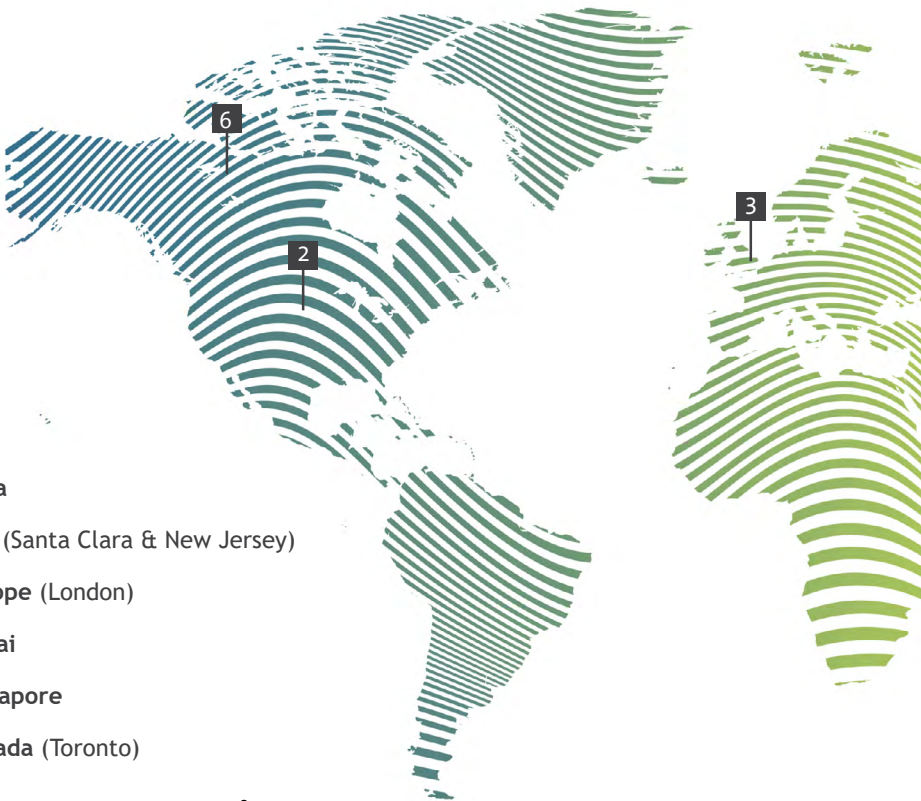 6
3
2
a
(Santa Clara & New Jersey)
ope (London)
ai
apore
ada (Toronto)